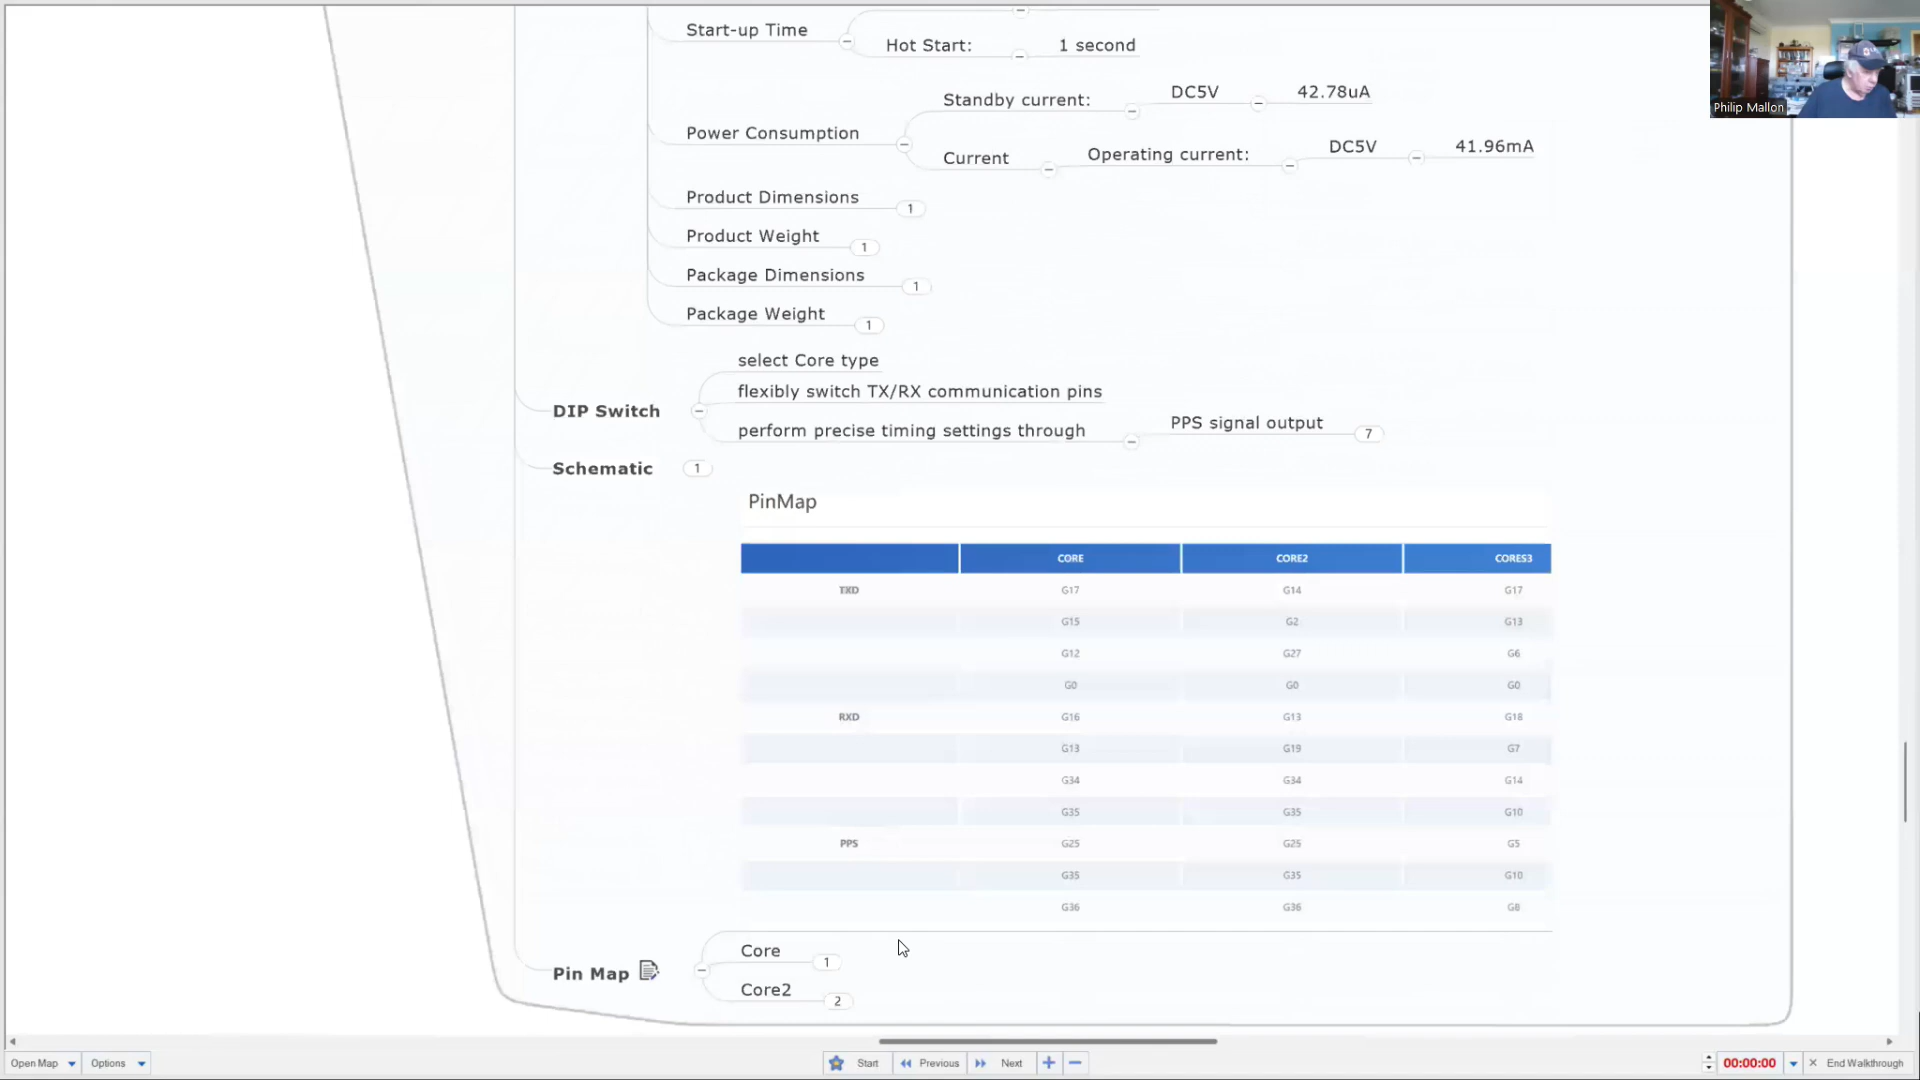 Start-up Time
Hot Start: 1 second
Standby current: DC5V 42.78uA
Power Consumption
Current Operating current: DC5V 41.96mA
Product Dimensions 1
Product Weight 1
Package Dimensions 1
Package Weight 1
select Core type
flexibly switch TX/RX communication pins
DIP Switch
perform precise timing settings through PPS signal output 7
Schematic 1
PinMap
CORE CORE2 CORES3
TXD G17 G14 G17
G15 G2 G13
G12 G27 G6
G0 G0 G0
RXD G16 G13 G18
G13 G19 G7
G34 G34 G14
G35 G35 G10
PPS G25 G25 G5
G35 G35 G10
G36 G36 G8
Core 1
Pin Map
Core2 2
Philip Mallon
Open Map Options Start Previous Next 00:00:00 End Walkthrough